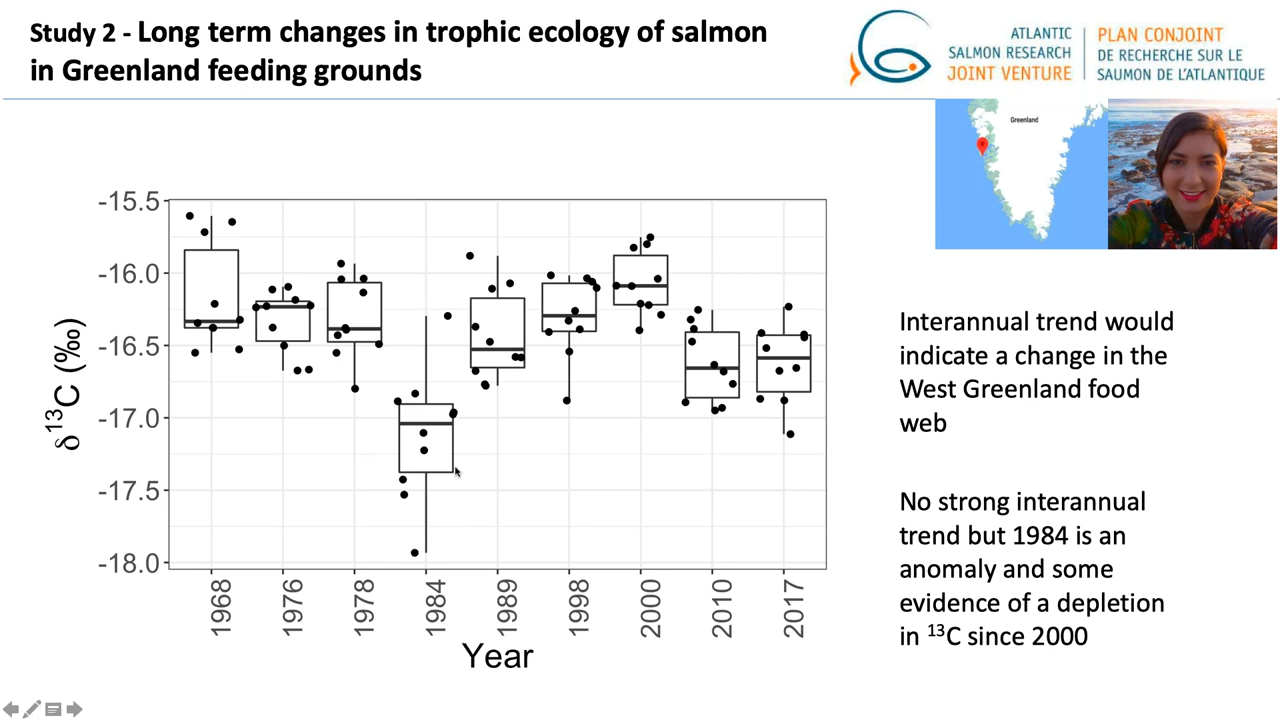 Study 2 - Long term changes in trophic ecology of salmon
in Greenland feeding grounds
ATLANTIC
SALMON RESEARCH
JOINT VENTURE
PLAN CONJOINT
DE RECHERCHE SUR LE
SAUMON DE L'ATLANTIQUE
Greenland
-15.5
-16.0
-16.5
-17.0
-17.5
-18.0
δ¹³C (‰)
1968
1976
1978
1984
1989
1998
2000
2010
2017
Year
Interannual trend would
indicate a change in the
West Greenland food
web
No strong interannual
trend but 1984 is an
anomaly and some
evidence of a depletion
in ¹³C since 2000